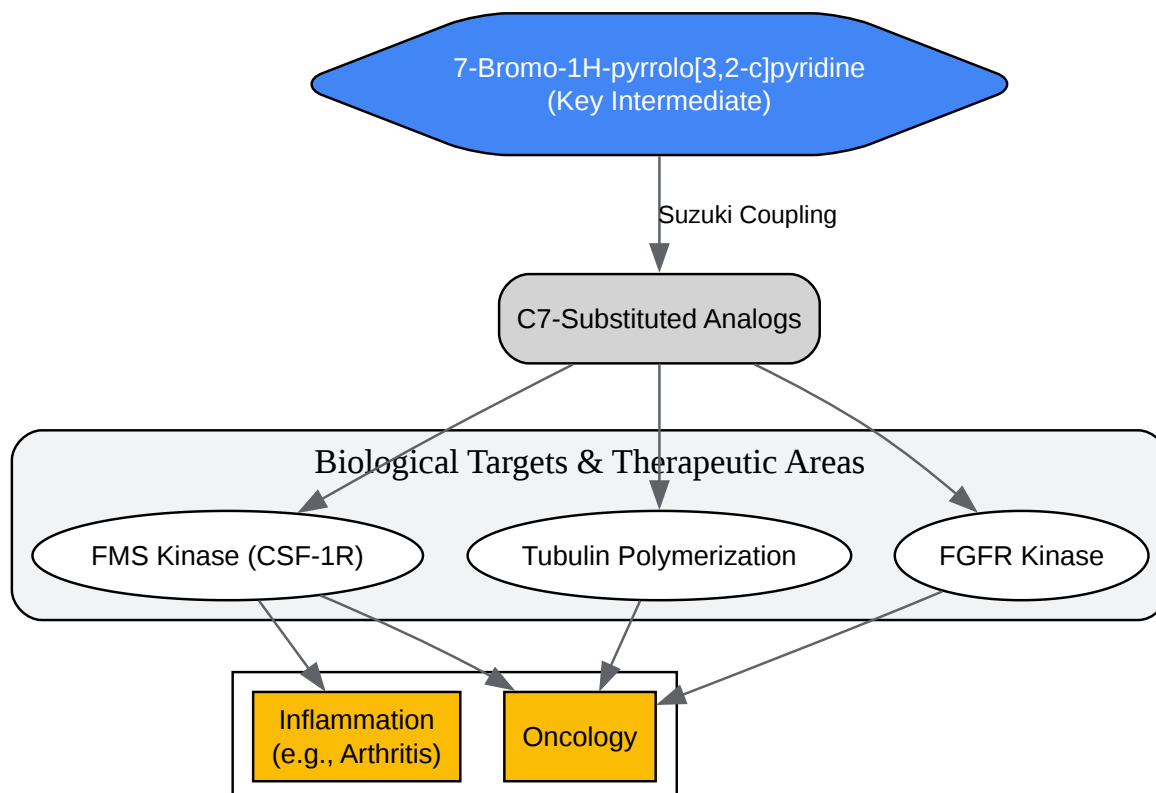 7-Bromo-1H-pyrrolo[3,2-c]pyridine
(Key Intermediate)
Suzuki Coupling
C7-Substituted Analogs
Biological Targets & Therapeutic Areas
FMS Kinase (CSF-1R)
Tubulin Polymerization
FGFR Kinase
Inflammation
(e.g., Arthritis)
Oncology